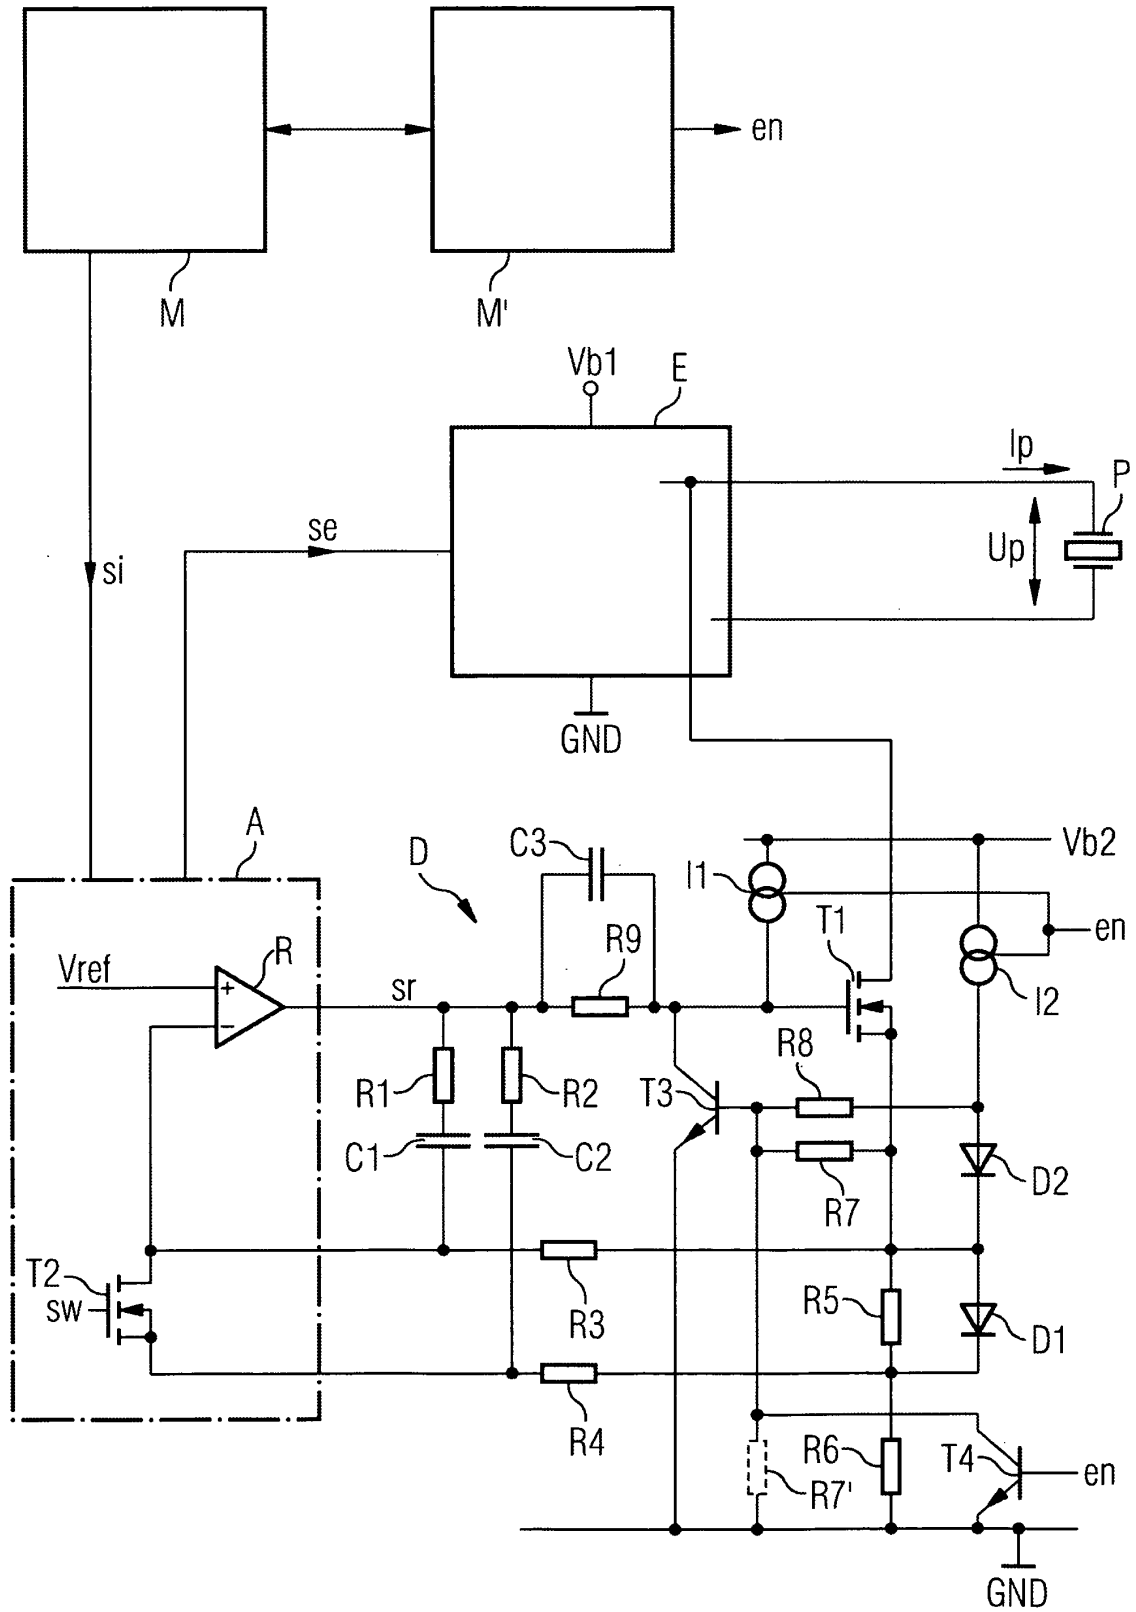 en
M
M'
Vb1
E
Ip
P
se
Up
si
GND
A
C3
Vb2
D
I1
T1
R9
en
Vref
R
sr
+
−
I2
R8
R1
R2
T3
C1
C2
R7
D2
T2
sw
R5
R3
D1
R4
R6
T4
en
R7'
GND